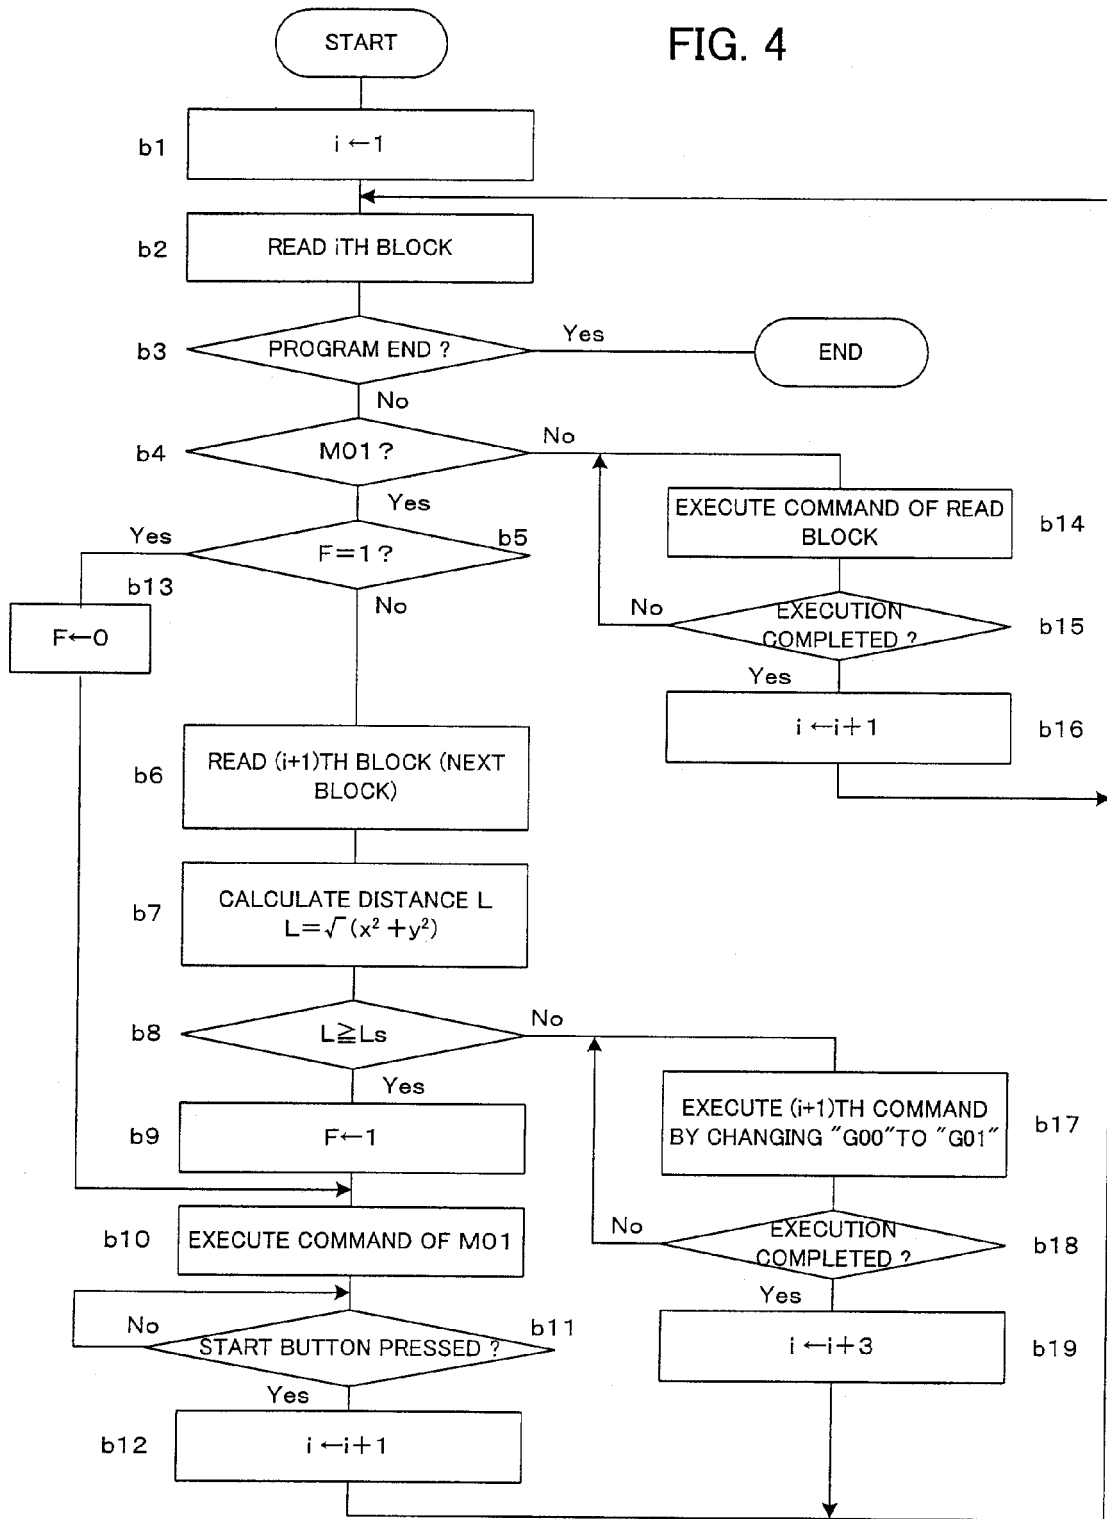 START
FIG. 4
b1
i ←1
b2
READ iTH BLOCK
b3
PROGRAM END ?
Yes
END
No
b4
M01 ?
No
Yes
EXECUTE COMMAND OF READ
BLOCK
b14
Yes
F=1 ?
b5
b13
No
F←0
No
EXECUTION
COMPLETED ?
b15
Yes
i ←i+1
b16
b6
READ (i+1)TH BLOCK (NEXT
BLOCK)
b7
CALCULATE DISTANCE L
L=√ (x² +y²)
b8
L≧Ls
No
Yes
b9
F←1
EXECUTE (i+1)TH COMMAND
BY CHANGING "G00"TO "G01"
b17
b10
EXECUTE COMMAND OF M01
No
EXECUTION
COMPLETED ?
b18
Yes
No
START BUTTON PRESSED ?
b11
i ←i+3
b19
Yes
b12
i ←i+1